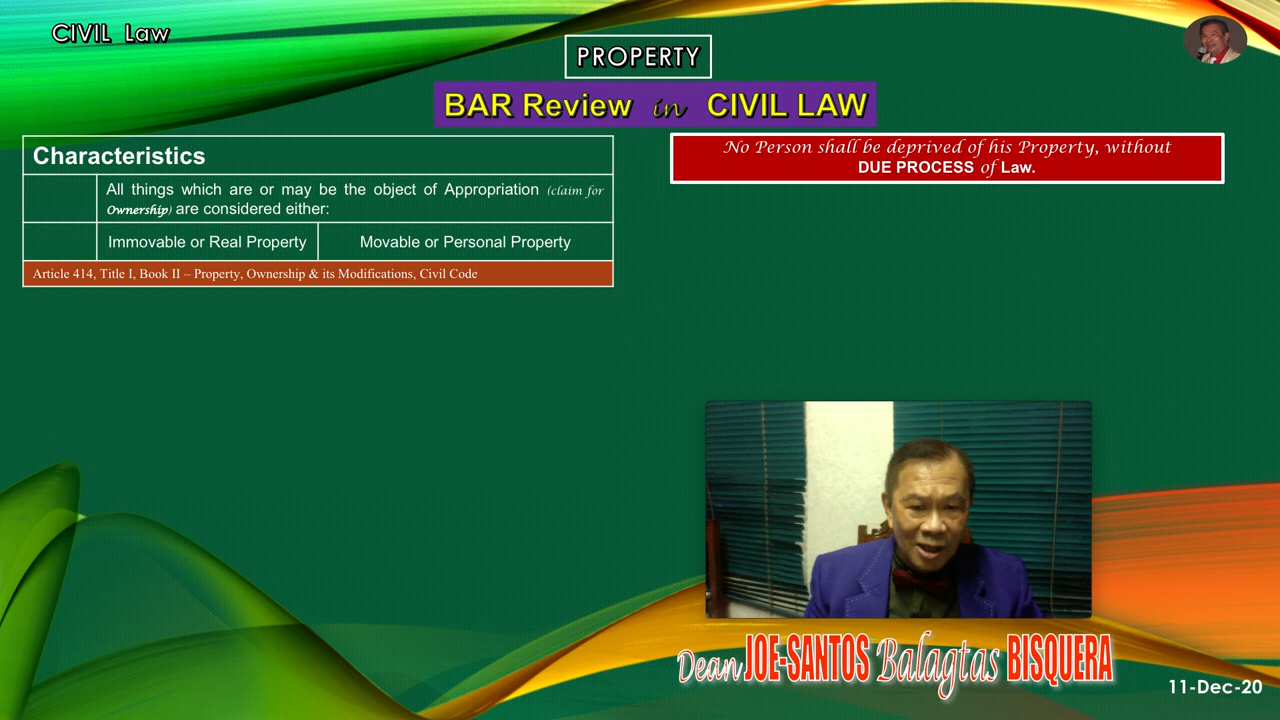 CIVIL Law
PROPERTY
BAR Review in CIVIL LAW
Characteristics
All things which are or may be the object of Appropriation (claim for
Ownership) are considered either:
Immovable or Real Property
Movable or Personal Property
Article 414, Title I, Book II – Property, Ownership & its Modifications, Civil Code
No Person shall be deprived of his Property, without
DUE PROCESS of Law.
Dean JOE-SANTOS Balagtas BISQUERA
11-Dec-20